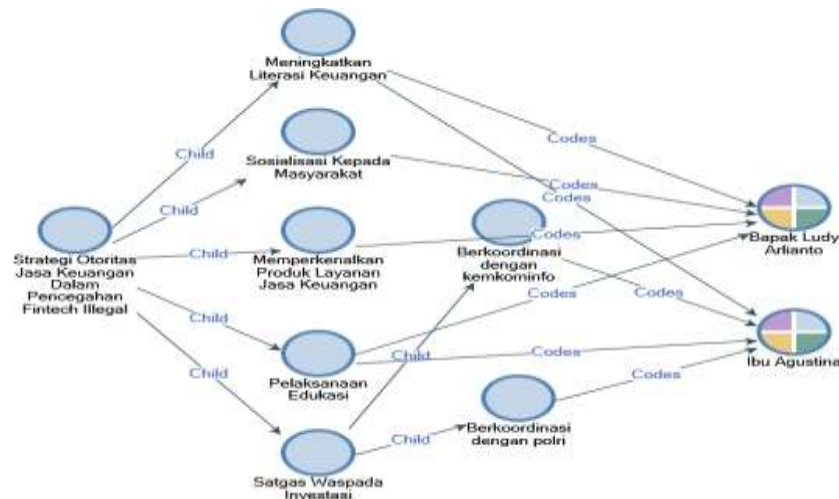 Meningkatkan
Literasi Keuangan
Child
Codes
Sosialisasi Kepada
Masyarakat
Child
Codes
Codes
Strategi Otoritas
Jasa Keuangan
Dalam
Pencegahan
Fintech Illegal
Child
Memperkenalkan
Produk Layanan
Jasa Keuangan
Berkoordinasi
dengan
kemkominfo
Codes
Bapak Ludy
Arlianto
Codes
Codes
Child
Pelaksanaan
Edukasi
Child
Codes
Ibu Agustina
Child
Satgas Waspada
Investasi
Child
Berkoordinasi
dengan polri
Codes